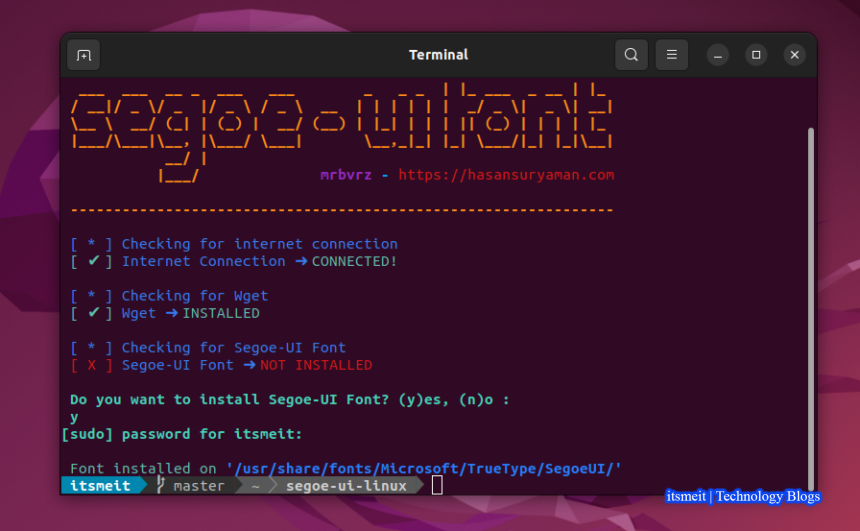 Terminal
segoe-ui font
mrbvrz - https://hasansuryaman.com
---------------------------------------------------------------
[ * ] Checking for internet connection
[ ✔ ] Internet Connection ➜ CONNECTED!
[ * ] Checking for Wget
[ ✔ ] Wget ➜ INSTALLED
[ * ] Checking for Segoe-UI Font
[ X ] Segoe-UI Font ➜ NOT INSTALLED
Do you want to install Segoe-UI Font? (y)es, (n)o :
y
[sudo] password for itsmeit:
Font installed on '/usr/share/fonts/Microsoft/TrueType/SegoeUI/'
itsmeit master ~ segoe-ui-linux
itsmeit | Technology Blogs